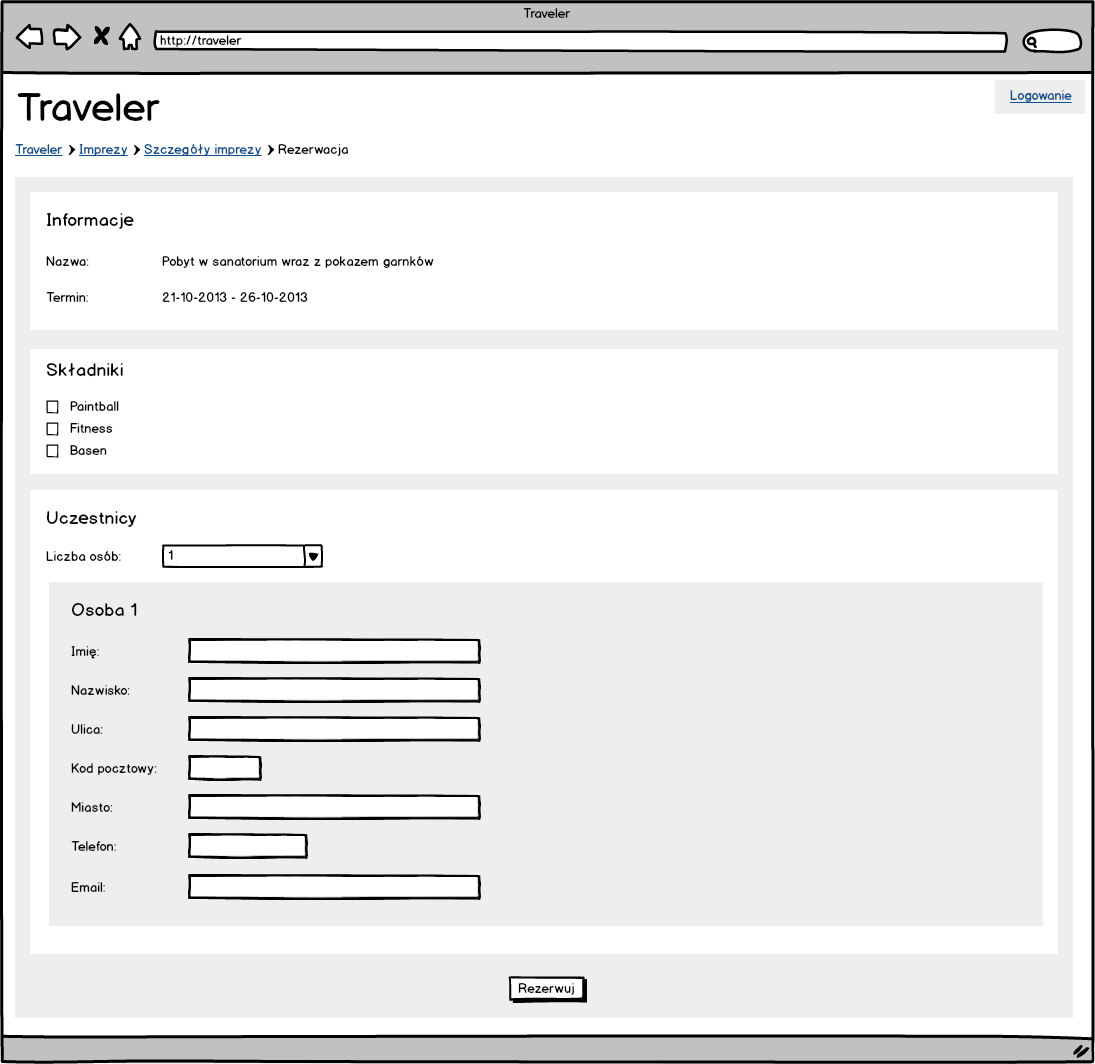 Traveler
http://traveler
Logowanie
Traveler
Traveler Imprezy Szczegóły imprezy Rezerwacja
Informacje
Nazwa: Pobyt w sanatorium wraz z pokazem garnków
Termin: 21-10-2013 - 26-10-2013
Składniki
Paintball
Fitness
Basen
Uczestnicy
Liczba osób: 1
Osoba 1
Imię:
Nazwisko:
Ulica:
Kod pocztowy:
Miasto:
Telefon:
Email:
Rezerwuj